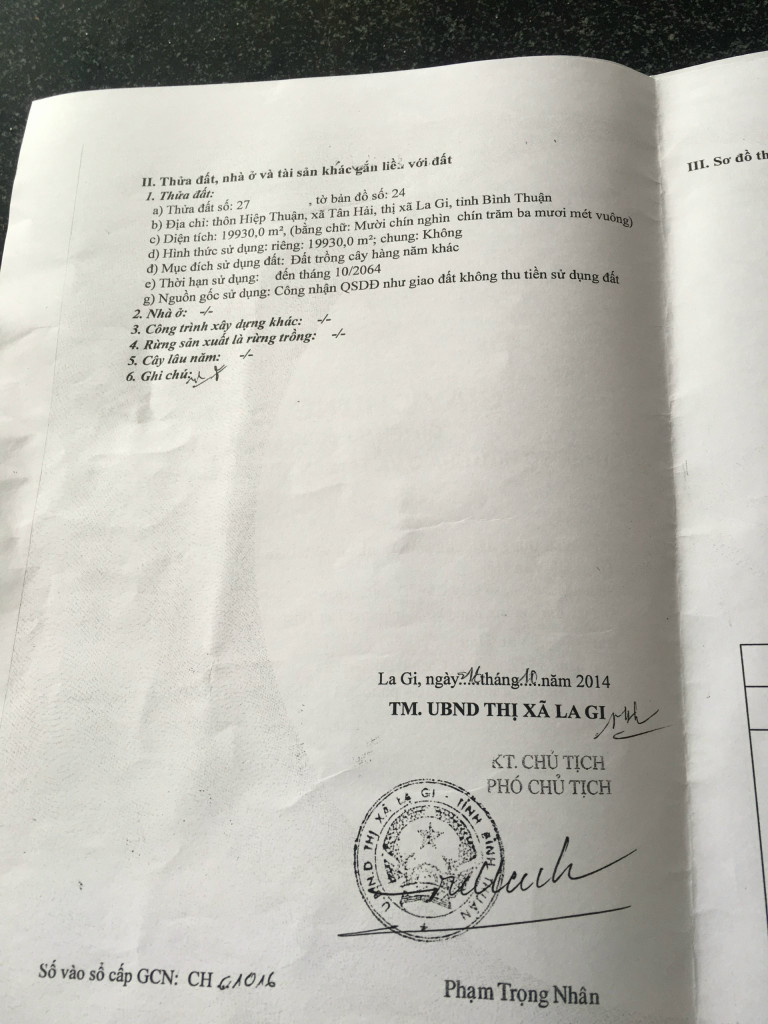 II. Thửa đất, nhà ở và tài sản khác gắn liền với đất
1. Thửa đất:
a) Thửa đất số: 27 , tờ bản đồ số: 24
b) Địa chỉ: thôn Hiệp Thuận, xã Tân Hải, thị xã La Gi, tỉnh Bình Thuận
c) Diện tích: 19930,0 m², (bằng chữ: Mười chín nghìn chín trăm ba mươi mét vuông)
d) Hình thức sử dụng: riêng: 19930,0 m²; chung: Không
đ) Mục đích sử dụng đất: Đất trồng cây hàng năm khác
e) Thời hạn sử dụng: đến tháng 10/2064
g) Nguồn gốc sử dụng: Công nhận QSDĐ như giao đất không thu tiền sử dụng đất
2. Nhà ở: -/-
3. Công trình xây dựng khác: -/-
4. Rừng sản xuất là rừng trồng: -/-
5. Cây lâu năm: -/-
6. Ghi chú:
La Gi, ngày tháng 10 năm 2014
TM. UBND THỊ XÃ LA GI
KT. CHỦ TỊCH
PHÓ CHỦ TỊCH
U.B.N.D THỊ XÃ LA GI - TỈNH BÌNH THUẬN
Phạm Trọng Nhân
Số vào sổ cấp GCN: CH 61016
III. Sơ đồ th